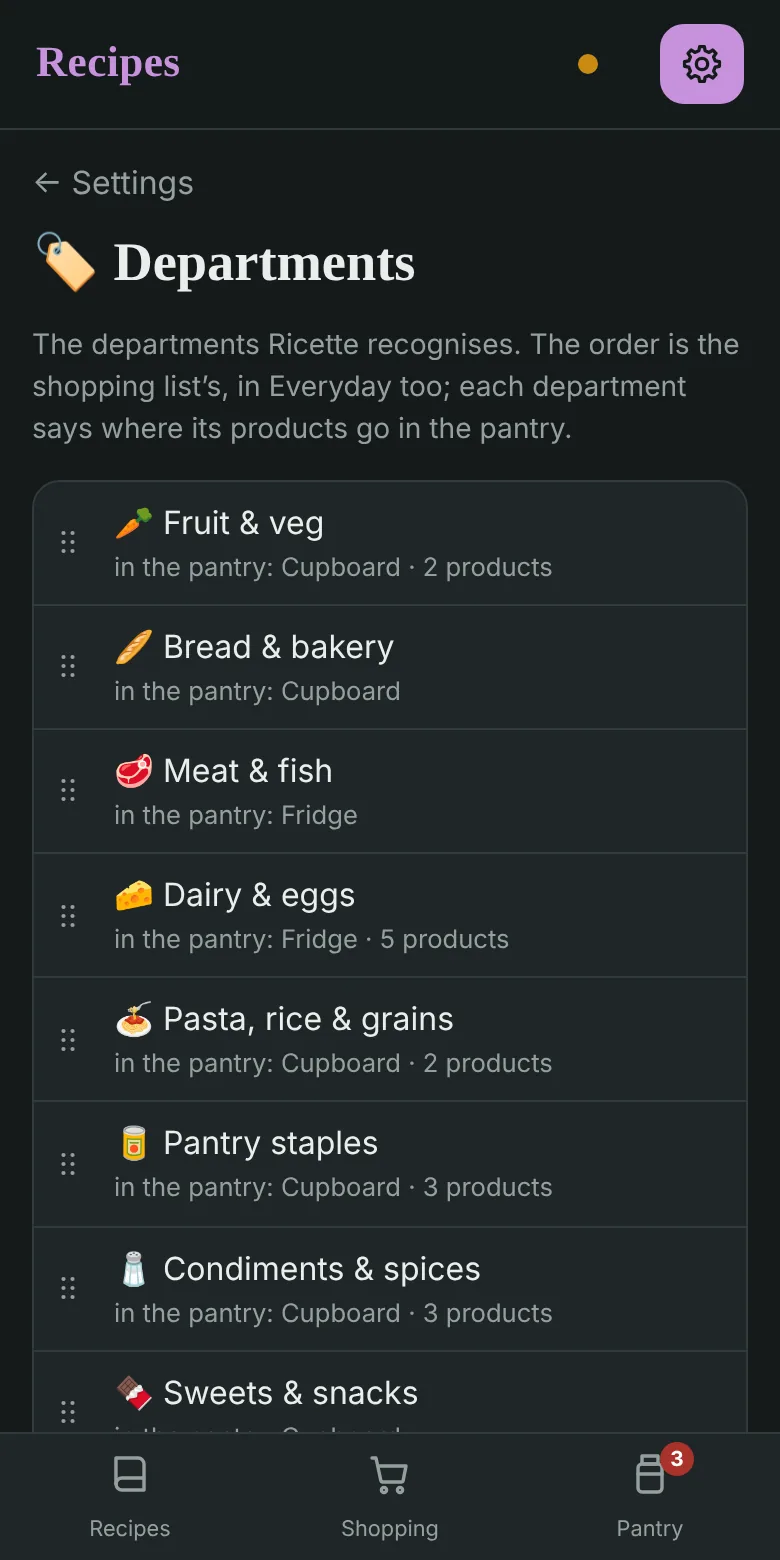 Recipes
← Settings
Departments
The departments Ricette recognises. The order is the
shopping list’s, in Everyday too; each department
says where its products go in the pantry.
Fruit & veg
in the pantry: Cupboard · 2 products
Bread & bakery
in the pantry: Cupboard
Meat & fish
in the pantry: Fridge
Dairy & eggs
in the pantry: Fridge · 5 products
Pasta, rice & grains
in the pantry: Cupboard · 2 products
Pantry staples
in the pantry: Cupboard · 3 products
Condiments & spices
in the pantry: Cupboard · 3 products
Sweets & snacks
3
Recipes
Shopping
Pantry